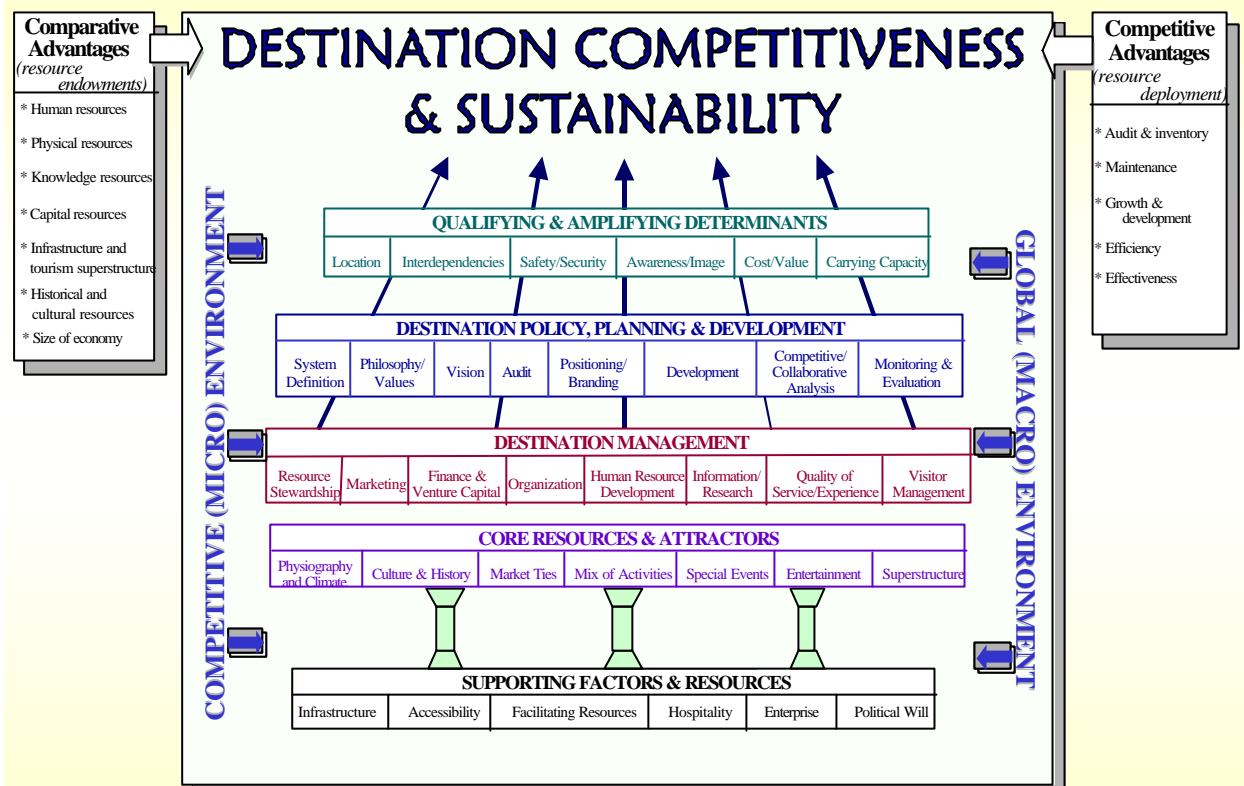 Comparative
Advantages
(resource
endowments)
* Human resources
* Physical resources
* Knowledge resources
* Capital resources
* Infrastructure and
tourism superstructure
* Historical and
cultural resources
* Size of economy
DESTINATION COMPETITIVENESS
& SUSTAINABILITY
Competitive
Advantages
(resource
deployment)
* Audit & inventory
* Maintenance
* Growth &
development
* Efficiency
* Effectiveness
COMPETITIVE (MICRO) ENVIRONMENT
GLOBAL (MACRO) ENVIRONMENT
QUALIFYING & AMPLIFYING DETERMINANTS
Location Interdependencies Safety/Security Awareness/Image Cost/Value Carrying Capacity
DESTINATION POLICY, PLANNING & DEVELOPMENT
System
Definition
Philosophy/
Values
Vision
Audit
Positioning/
Branding
Development
Competitive/
Collaborative
Analysis
Monitoring &
Evaluation
DESTINATION MANAGEMENT
Resource
Stewardship
Marketing
Finance &
Venture Capital
Organization
Human Resource
Development
Information/
Research
Quality of
Service/Experience
Visitor
Management
CORE RESOURCES & ATTRACTORS
Physiography
and Climate
Culture & History
Market Ties
Mix of Activities
Special Events
Entertainment
Superstructure
SUPPORTING FACTORS & RESOURCES
Infrastructure Accessibility Facilitating Resources Hospitality Enterprise Political Will